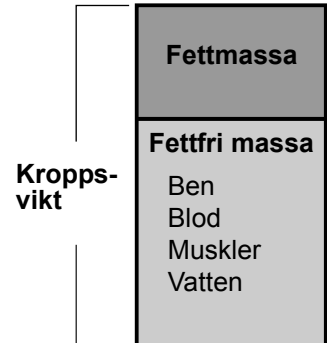 Fettmassa
Fettfri massa
Kropps-
vikt
Ben
Blod
Muskler
Vatten